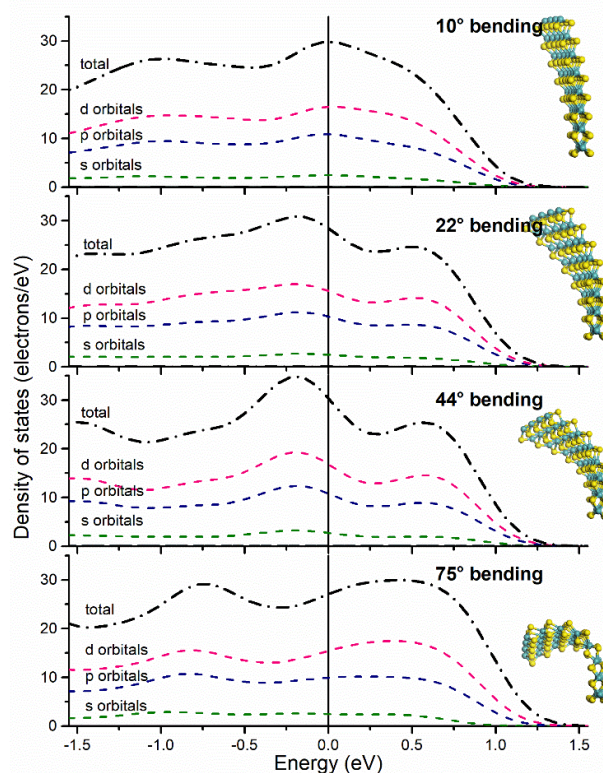 10° bending
30
20
10
0
total
d orbitals
p orbitals
s orbitals
22° bending
30
20
10
0
total
d orbitals
p orbitals
s orbitals
44° bending
30
20
10
0
total
d orbitals
p orbitals
s orbitals
75° bending
30
20
10
0
total
d orbitals
p orbitals
s orbitals
-1.5 -1.0 -0.5 0.0 0.5 1.0 1.5
Energy (eV)
Density of states (electrons/eV)